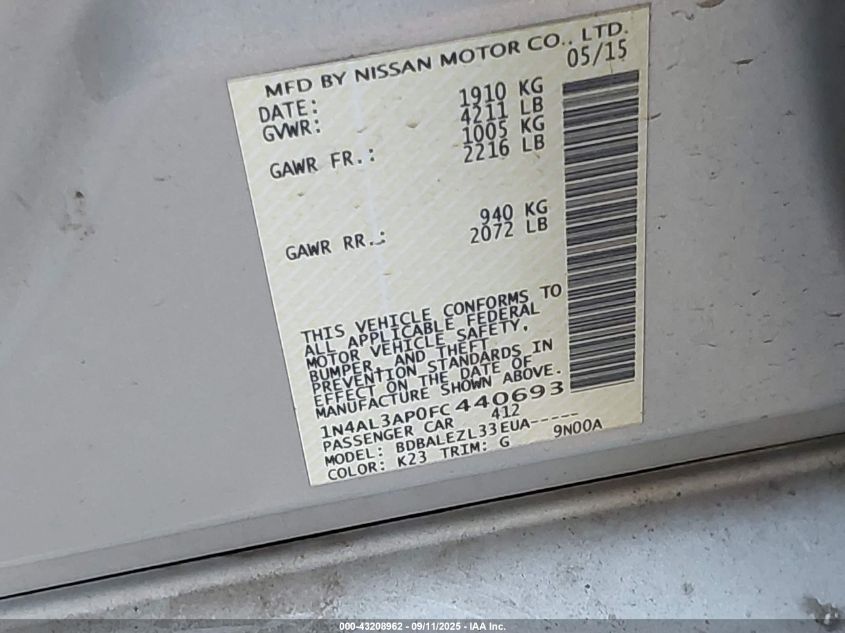 MFD BY NISSAN MOTOR CO., LTD.
DATE: 05/15
GVWR: 1910 KG
4211 LB
GAWR FR.: 1005 KG
2216 LB
GAWR RR.: 940 KG
2072 LB
THIS VEHICLE CONFORMS TO
ALL APPLICABLE FEDERAL
MOTOR VEHICLE SAFETY,
BUMPER, AND THEFT
PREVENTION STANDARDS IN
EFFECT ON THE DATE OF
MANUFACTURE SHOWN ABOVE.
1N4AL3AP0FC440693
PASSENGER CAR 412
MODEL: BDBALEZL33EUA-----
COLOR: K23 TRIM: G 9N00A
000-43208962 - 09/11/2025 - IAA Inc.